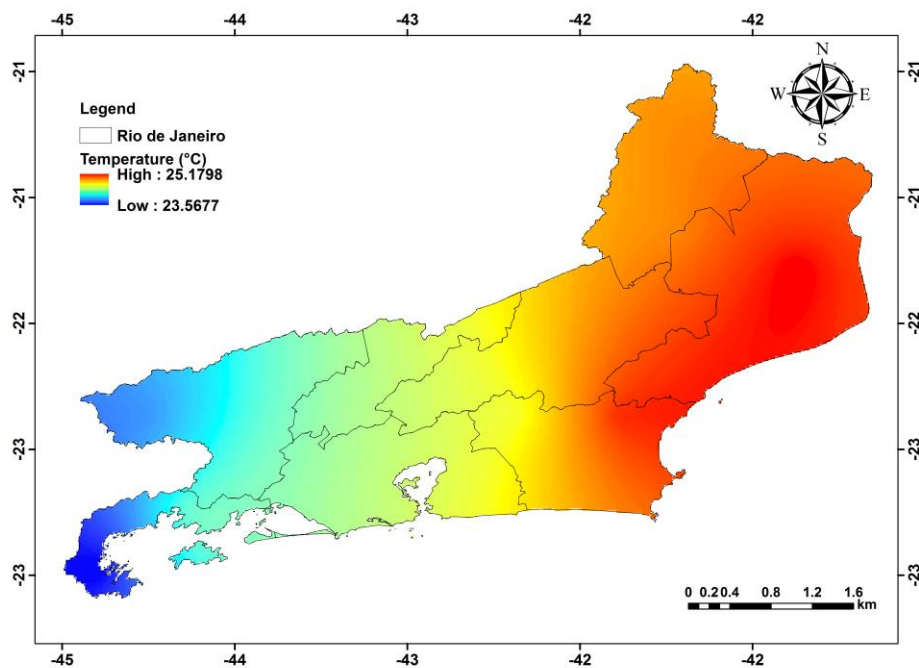 -45 -44 -43 -42 -42
N
W E
S
Legend
Rio de Janeiro
Temperature (°C)
High : 25.1798
Low : 23.5677
-21 -21
-21 -21
-22 -22
-23 -23
-23 -23
0 0.2 0.4 0.8 1.2 1.6
km
-45 -44 -43 -42 -42